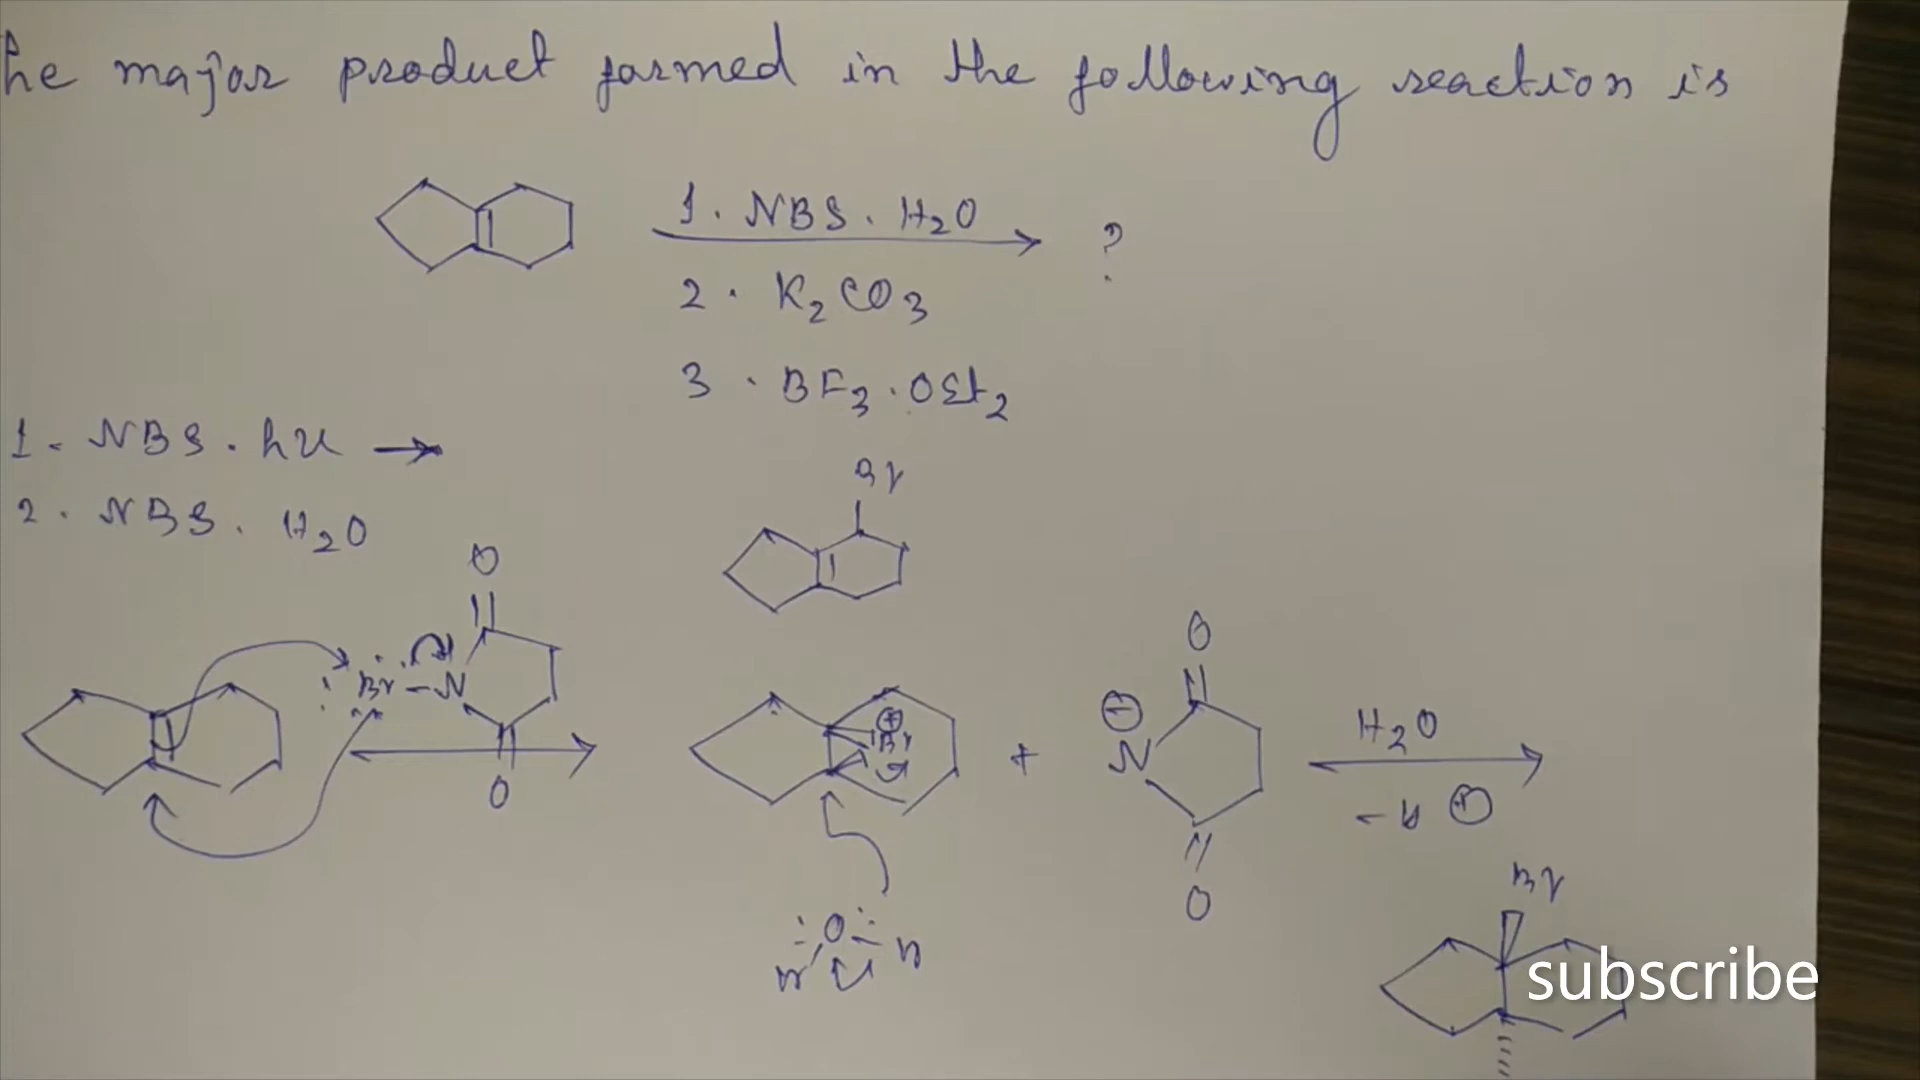 he major product formed in the following reaction is
1. NBS. H2O
?
2. K2CO3
3. BF3.OEt2
1. NBS. hν →
2. NBS. H2O
Br
O
Br - N
O
⊕
Br
+
O
⊖
N
O
H2O
- H ⊕
H O H
Br
subscribe